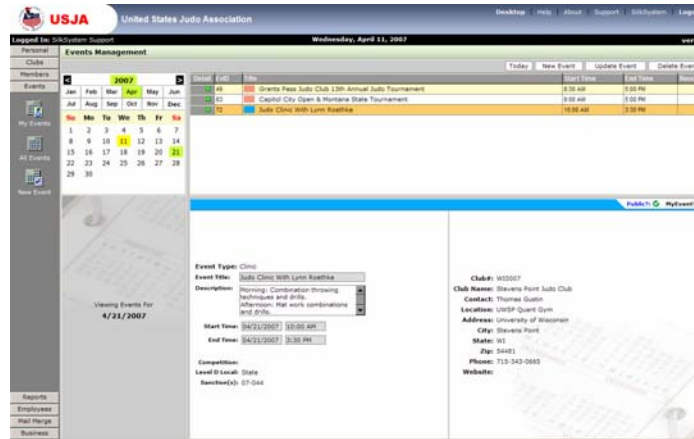 USJA United States Judo Association
Desktop Help About Support SilkSystem
Logged In: SilkSystem Support Wednesday, April 11, 2007
Personal
Clubs
Members
Events
My Events
All Events
New Event
Reports
Employees
Mail Merge
Business
Events Management
Today New Event Update Event
2007
Jan Feb Mar Apr May Jun
Jul Aug Sep Oct Nov Dec
Su Mo Tu We Th Fr Sa
1 2 3 4 5 6 7
8 9 10 11 12 13 14
15 16 17 18 19 20 21
22 23 24 25 26 27 28
29 30
Viewing Events For
4/21/2007
Detail EvID Title Start Time End Time
Grants Pass Judo Club 13th Annual Judo Tournament 8:30 AM 5:00 PM
Capitol City Open & Montana State Tournament
72 Judo Clinic With Lynn Roethke 10:00 AM 3:30 PM
Public?: MyEvent
Event Type: Clinic
Event Title: Judo Clinic With Lynn Roethke
Description: Morning: Combination throwing
techniques and drills.
Afternoon: Mat work combinations
and drills.
Start Time: 04/21/2007 10:00 AM
End Time: 04/21/2007 3:30 PM
Competition:
Level D Local: State
Sanction(s): 07-044
Club#: WI0007
Club Name: Stevens Point Judo Club
Contact: Thomas Gustin
Location: UWSP Quant Gym
Address: University of Wisconsin
City: Stevens Point
State: WI
Zip: 54481
Phone: 715-343-0665
Website: